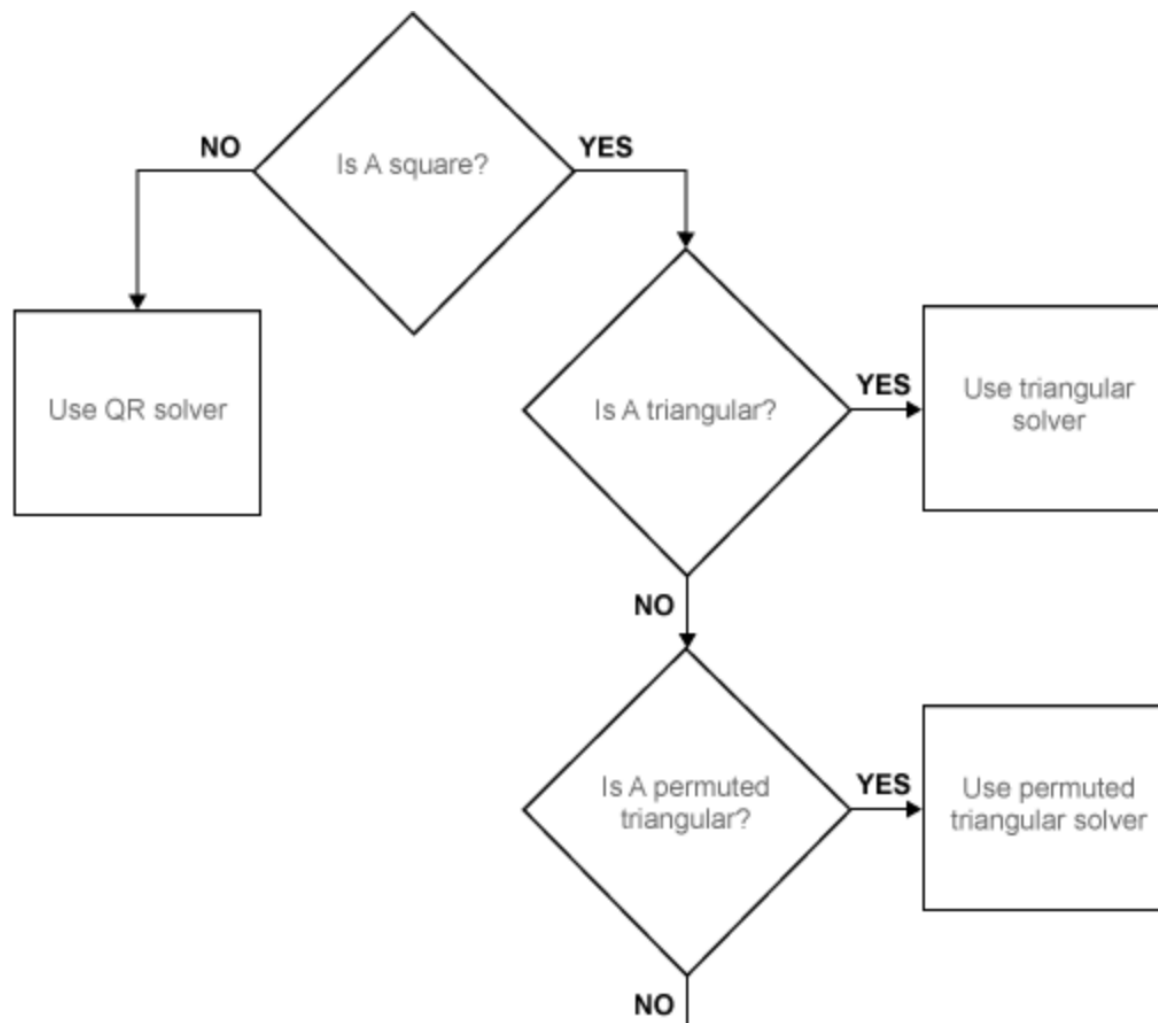 NO
Is A square?
YES
Use QR solver
Is A triangular?
YES
Use triangular
solver
NO
Is A permuted
triangular?
YES
Use permuted
triangular solver
NO